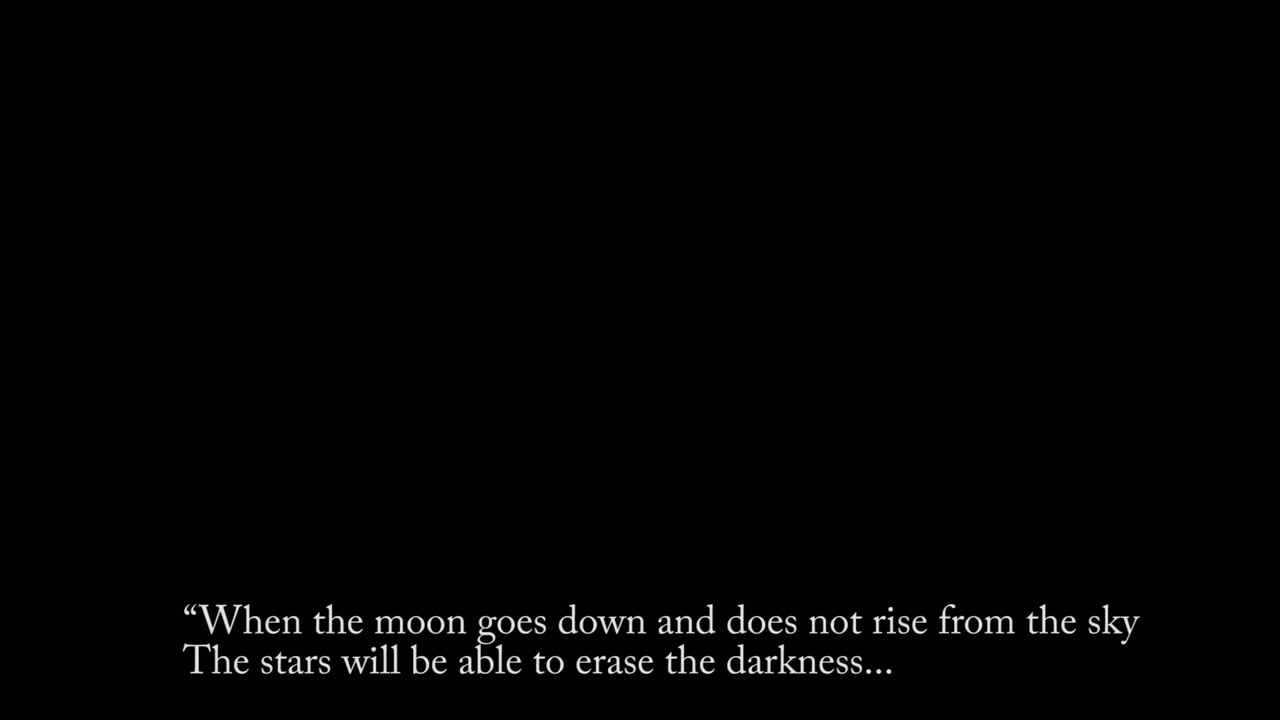 “When the moon goes down and does not rise from the sky
The stars will be able to erase the darkness...